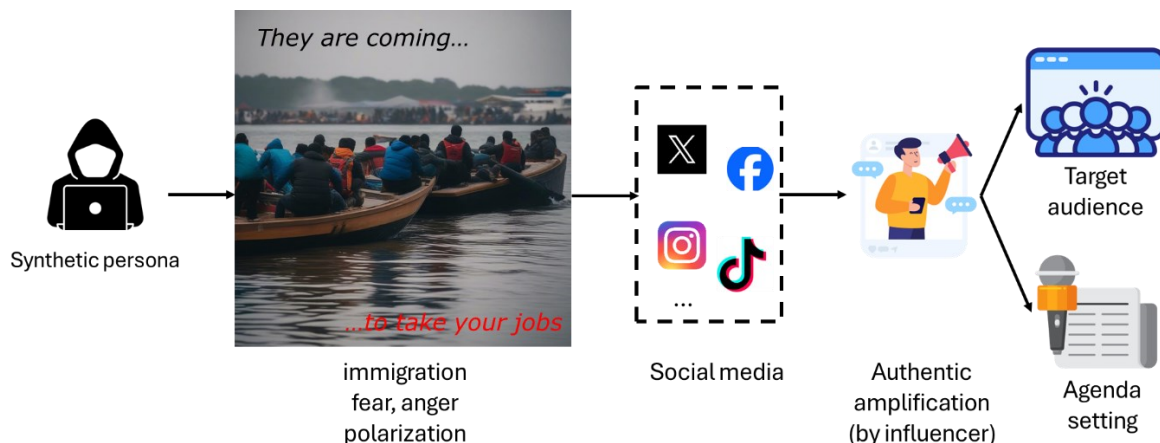 They are coming...
...to take your jobs
Synthetic persona
immigration
fear, anger
polarization
...
Social media
Authentic
amplification
(by influencer)
Target
audience
Agenda
setting